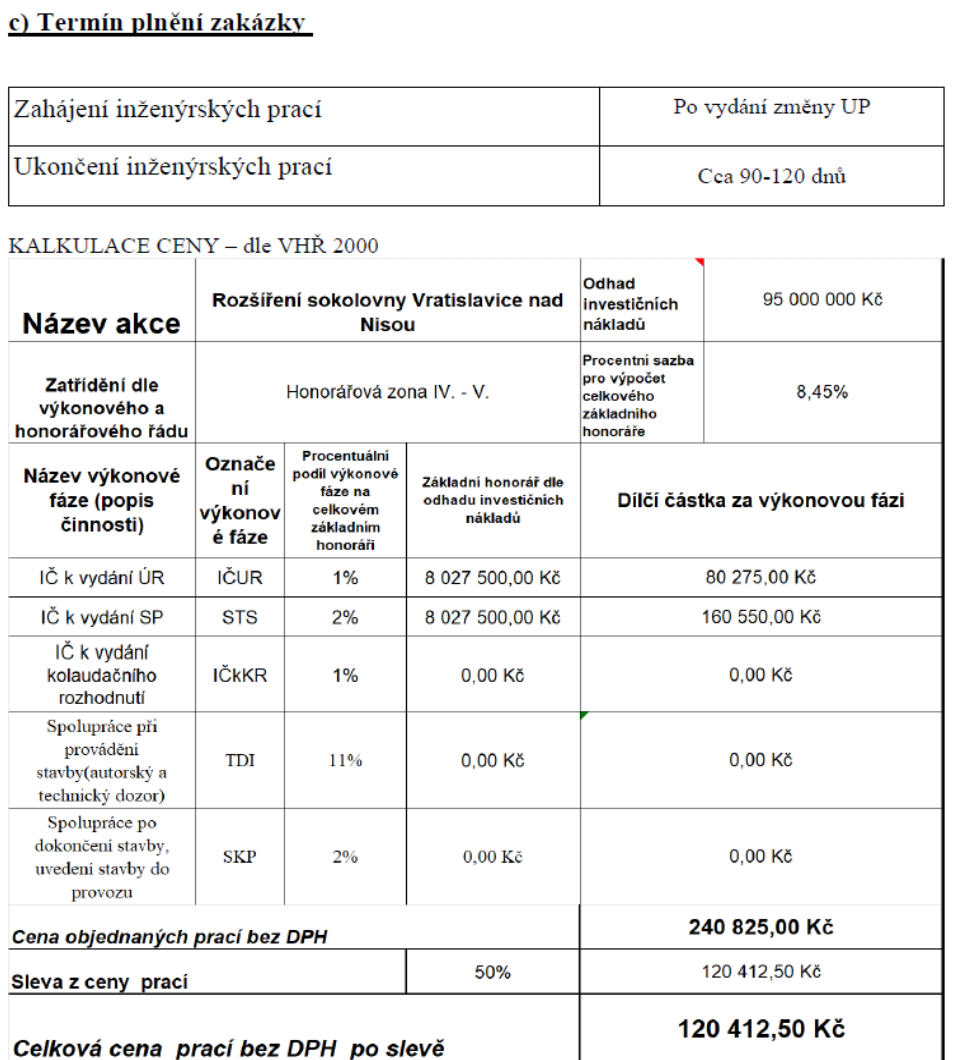 c) Termín plnění zakázky
Zahájení inženýrských prací
Po vydání změny UP
Ukončení inženýrských prací
Cca 90-120 dnů
KALKULACE CENY – dle VHŘ 2000
Název akce
Rozšíření sokolovny Vratislavice nad
Nisou
Odhad
investičních
nákladů
95 000 000 Kč
Zatřídění dle
výkonového a
honorářového řádu
Honorářová zona IV. - V.
Procentni sazba
pro výpočet
celkového
základniho
honoráře
8,45%
Název výkonové
fáze (popis
činnosti)
Označe
ní
výkonov
é fáze
Procentuální
podil výkonové
fáze na
celkovém
základním
honoráři
Základni honorář dle
odhadu investičních
nákladů
Dílčí částka za výkonovou fázi
IČ k vydání ÚR
IČUR
1%
8 027 500,00 Kč
80 275,00 Kč
IČ k vydání SP
STS
2%
8 027 500,00 Kč
160 550,00 Kč
IČ k vydání
kolaudačního
rozhodnutí
IČkKR
1%
0,00 Kč
0,00 Kč
Spolupráce při
prováděni
stavby(autorský a
technický dozor)
TDI
11%
0,00 Kč
0,00 Kč
Spolupráce po
dokončení stavby,
uvedeni stavby do
provozu
SKP
2%
0,00 Kč
0,00 Kč
Cena objednaných prací bez DPH
240 825,00 Kč
Sleva z ceny prací
50%
120 412,50 Kč
Celková cena prací bez DPH po slevě
120 412,50 Kč